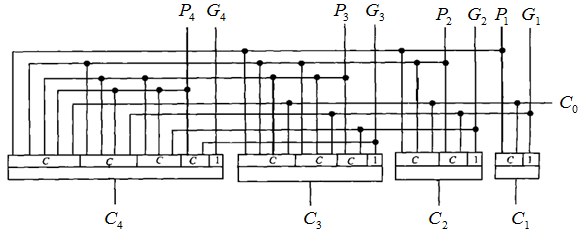 P₄ G₄ P₃ G₃ P₂ G₂ P₁ G₁
C₀
C C C C 1 C C C 1 C C 1 C 1
C₄ C₃ C₂ C₁